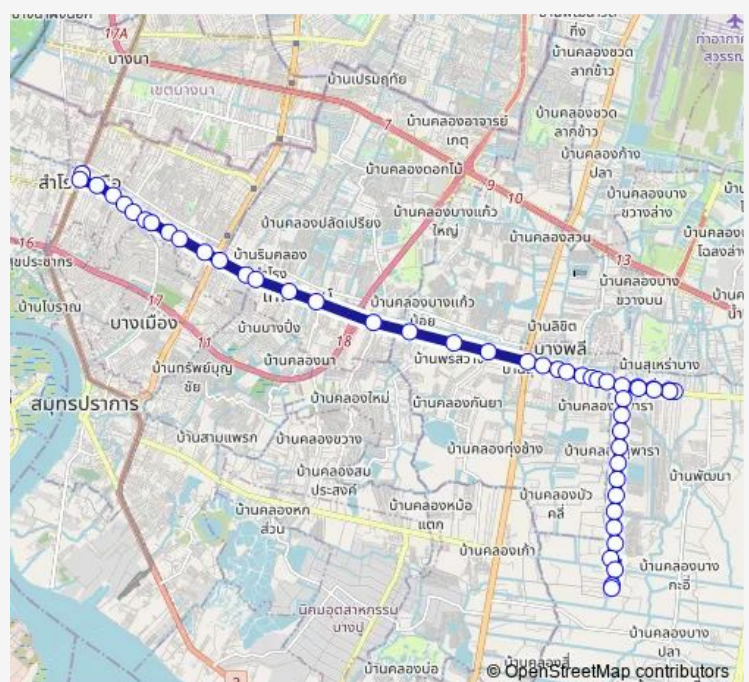 17A
บางนา
เขตบางนา
บ้านเปรมฤทัย
7
บ้านคลองอาจารย์
เกตุ
บ้านคลองชวด
ลากข้าว
บ้านคลองชวด
ลากข้าว
บ้านคลองดอกไม้
9
10
บ้านคลองก้าง
ปลา
บ้านคลองปลัดเปรียง
บ้านคลองบางแก้ว
ใหญ่
บ้านคลองบาง
ขวางล่าง
บ้านคลองสวน
13
16
บ้านริมคลอง
17
บ้านโบราณ
บางเมือง
11
บ้านบางปิ้ง
18
บ้านคลองบางแก้ว
น้อย
บ้านคลอง
บ้านคลองบาง
ขวางบน
บ้านลิขิต
บางพลี
บ้านสุเหร่าบาง
บ้านทรัพย์บุญ
ชัย
บ้านคลองนา
สมุทรปราการ
บ้านคลองใหม่
บ้านคลองกันยา
บ้านสามแพรก
บ้านคลองขวาง
บ้านคลองทุ่งช้าง
บ้านคลองสม
ประสงค์
บ้านพัฒนา
บ้านคลองบัว
คลี่
บ้านคลองหก
ส่วน
บ้านคลองหม้อ
แตก
บ้านคลองเก้า
บ้านคลองบาง
กะอี่
นิคมอุตสาหกรรม
บางปู
บ้านคลองบาง
ปลา
3
© OpenStreetMap contributors